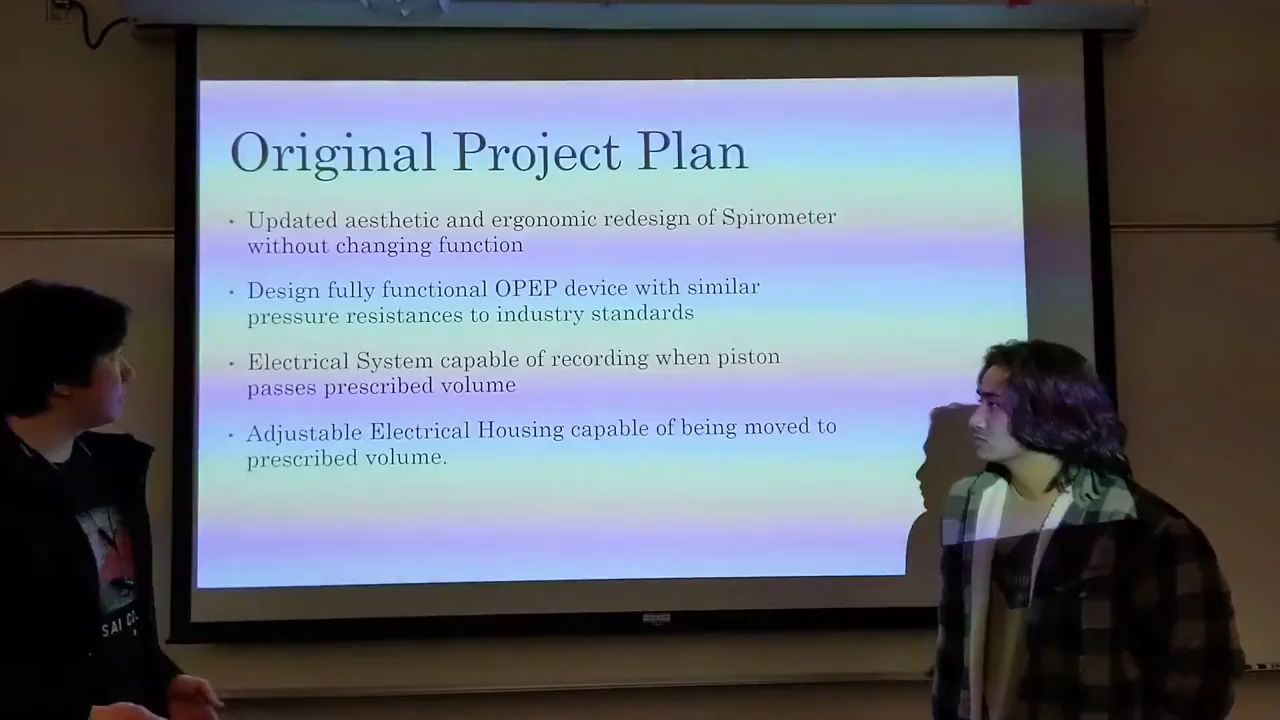 Original Project Plan
• Updated aesthetic and ergonomic redesign of Spirometer
without changing function
• Design fully functional OPEP device with similar
pressure resistances to industry standards
• Electrical System capable of recording when piston
passes prescribed volume
• Adjustable Electrical Housing capable of being moved to
prescribed volume.
SAI